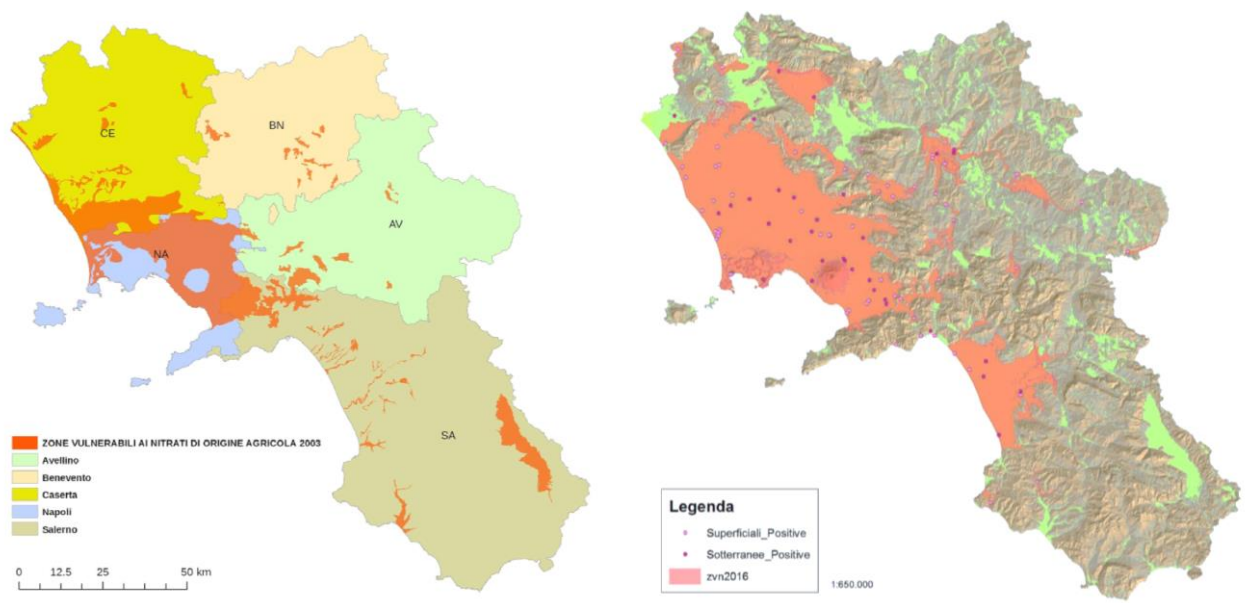 CE
BN
AV
NA
SA
ZONE VULNERABILI AI NITRATI DI ORIGINE AGRICOLA 2003
Avellino
Benevento
Caserta
Napoli
Salerno
0 12.5 25 50 km
Legenda
Superficiali_Positive
Sotterranee_Positive
zvn2016
1:650.000